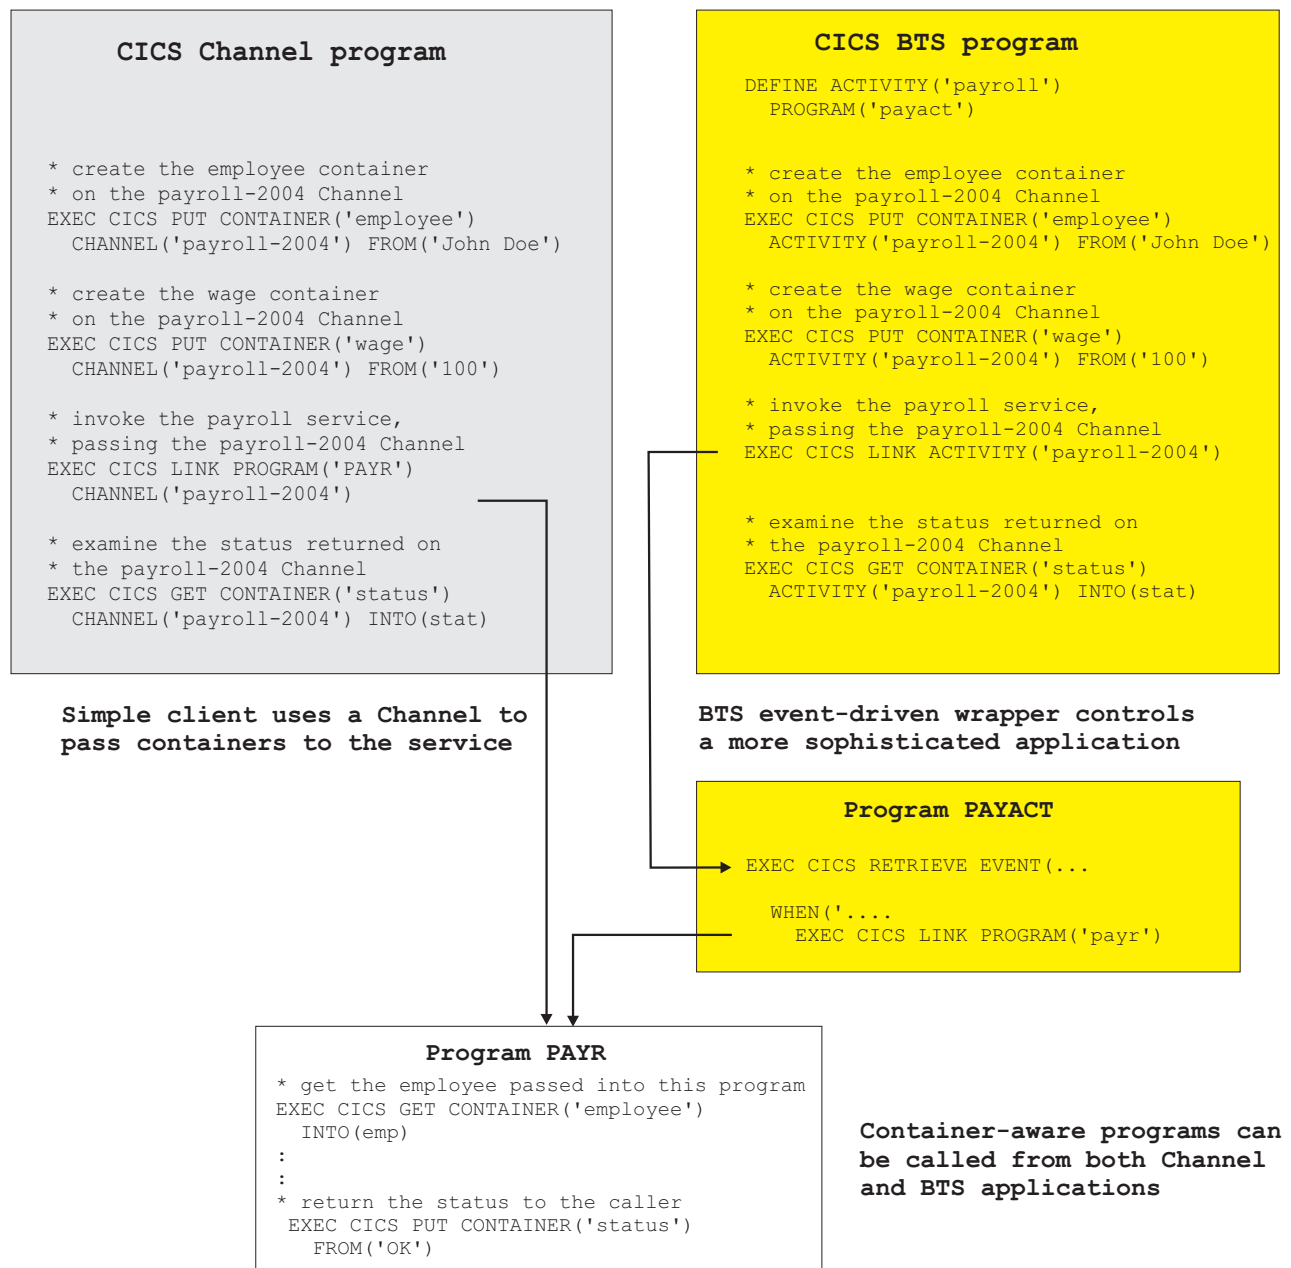 CICS Channel program
* create the employee container
* on the payroll-2004 Channel
EXEC CICS PUT CONTAINER('employee')
CHANNEL('payroll-2004') FROM('John Doe')
* create the wage container
* on the payroll-2004 Channel
EXEC CICS PUT CONTAINER('wage')
CHANNEL('payroll-2004') FROM('100')
* invoke the payroll service,
* passing the payroll-2004 Channel
EXEC CICS LINK PROGRAM('PAYR')
CHANNEL('payroll-2004')
* examine the status returned on
* the payroll-2004 Channel
EXEC CICS GET CONTAINER('status')
CHANNEL('payroll-2004') INTO(stat)
Simple client uses a Channel to
pass containers to the service
CICS BTS program
DEFINE ACTIVITY('payroll')
PROGRAM('payact')
* create the employee container
* on the payroll-2004 Channel
EXEC CICS PUT CONTAINER('employee')
ACTIVITY('payroll-2004') FROM('John Doe')
* create the wage container
* on the payroll-2004 Channel
EXEC CICS PUT CONTAINER('wage')
ACTIVITY('payroll-2004') FROM('100')
* invoke the payroll service,
* passing the payroll-2004 Channel
EXEC CICS LINK ACTIVITY('payroll-2004')
* examine the status returned on
* the payroll-2004 Channel
EXEC CICS GET CONTAINER('status')
ACTIVITY('payroll-2004') INTO(stat)
BTS event-driven wrapper controls
a more sophisticated application
Program PAYACT
EXEC CICS RETRIEVE EVENT(...
WHEN('....
EXEC CICS LINK PROGRAM('payr')
Program PAYR
* get the employee passed into this program
EXEC CICS GET CONTAINER('employee')
INTO(emp)
:
:
* return the status to the caller
EXEC CICS PUT CONTAINER('status')
FROM('OK')
Container-aware programs can
be called from both Channel
and BTS applications